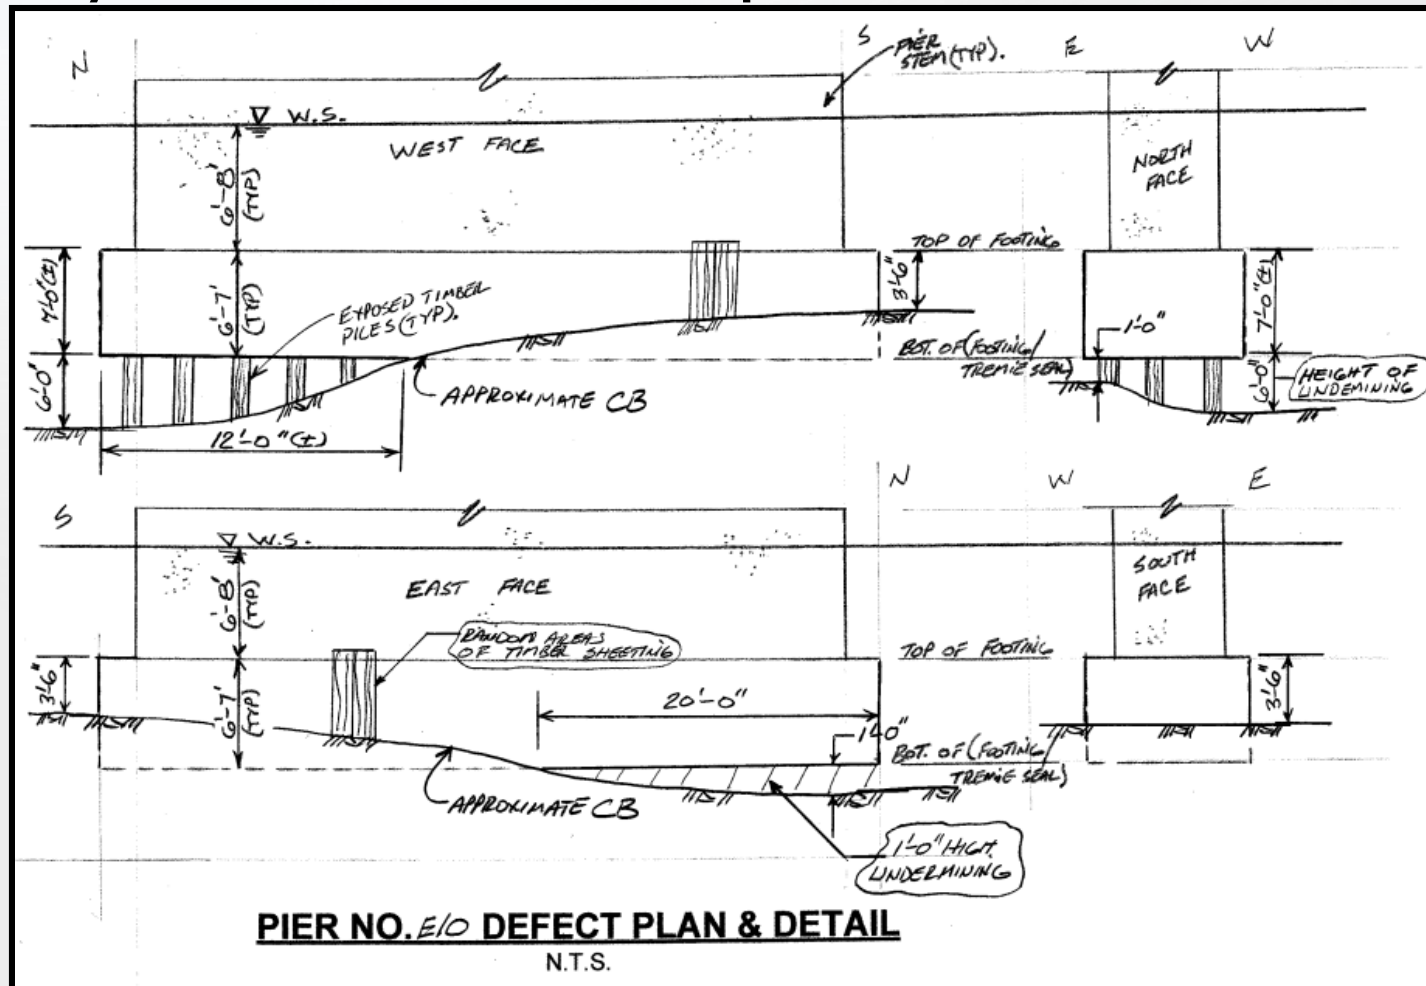 N
S
PIER
STEM (TYP).
E
W
W.S.
WEST FACE
NORTH
FACE
6'-8'
(TYP)
TOP OF FOOTING
7'-0"(±)
6'-7'
(TYP)
EXPOSED TIMBER
PILES (TYP).
3'-6"
7'-0"(±)
1'-0"
BOT. OF (FOOTING/
TREMIE SEAL)
6'-0"
APPROXIMATE CB
6'-0"
HEIGHT OF
UNDEMINING
12'-0"(±)
S
N
W
E
W.S.
EAST FACE
SOUTH
FACE
6'-8'
(TYP)
RANDOM AREAS
OF TIMBER SHEETING
TOP OF FOOTING
3'-6"
6'-7'
(TYP)
20'-0"
3'-6"
1'-0"
BOT. OF (FOOTING/
TREMIE SEAL)
APPROXIMATE CB
1'-0" HIGH
UNDERMINING
PIER NO. E10 DEFECT PLAN & DETAIL
N.T.S.